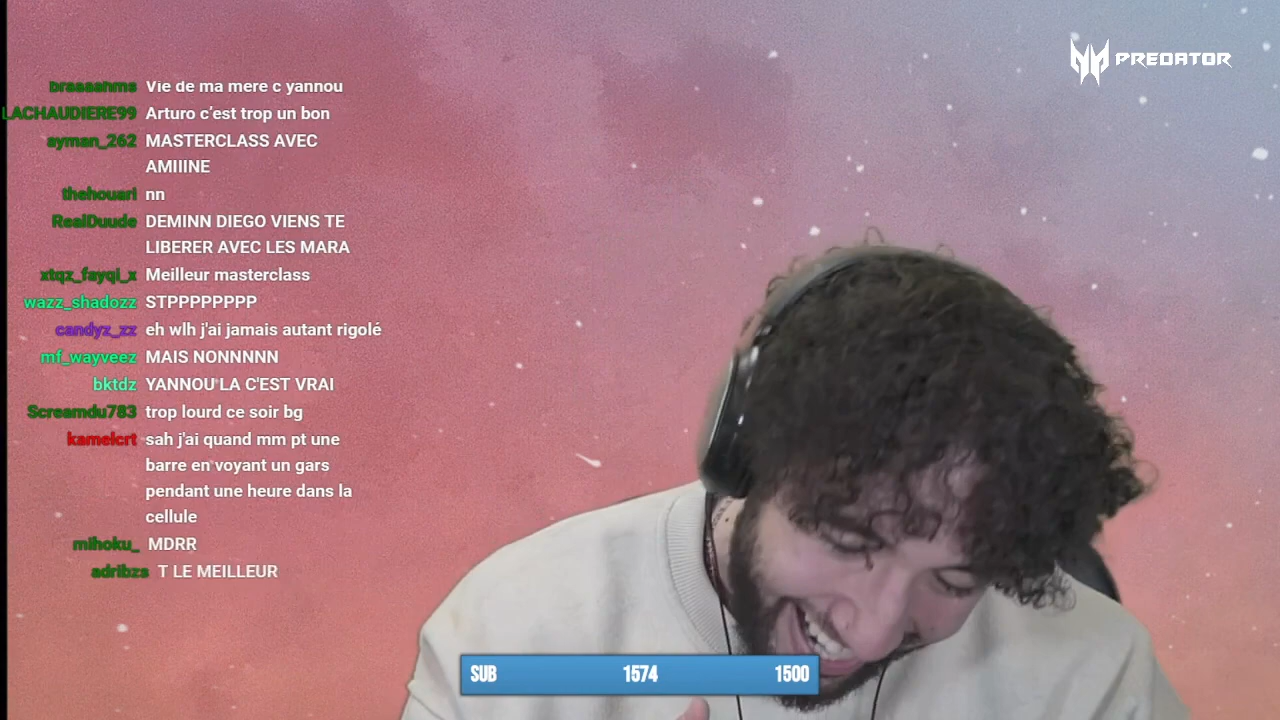 PREDATOR
braaaahms Vie de ma mere c yannou
LACHAUDIERE99 Arturo c'est trop un bon
ayman_262 MASTERCLASS AVEC
AMIIINE
thehouari nn
RealDuude DEMINN DIEGO VIENS TE
LIBERER AVEC LES MARA
xtqz_fayqi_x Meilleur masterclass
wazz_shadozz STPPPPPPPP
candyz_zz eh wlh j'ai jamais autant rigolé
mf_wayveez MAIS NONNNNN
bktdz YANNOU LA C'EST VRAI
Screamdu783 trop lourd ce soir bg
kamelcrt sah j'ai quand mm pt une
barre en voyant un gars
pendant une heure dans la
cellule
mihoku_ MDRR
adribzs T LE MEILLEUR
SUB 1574 1500